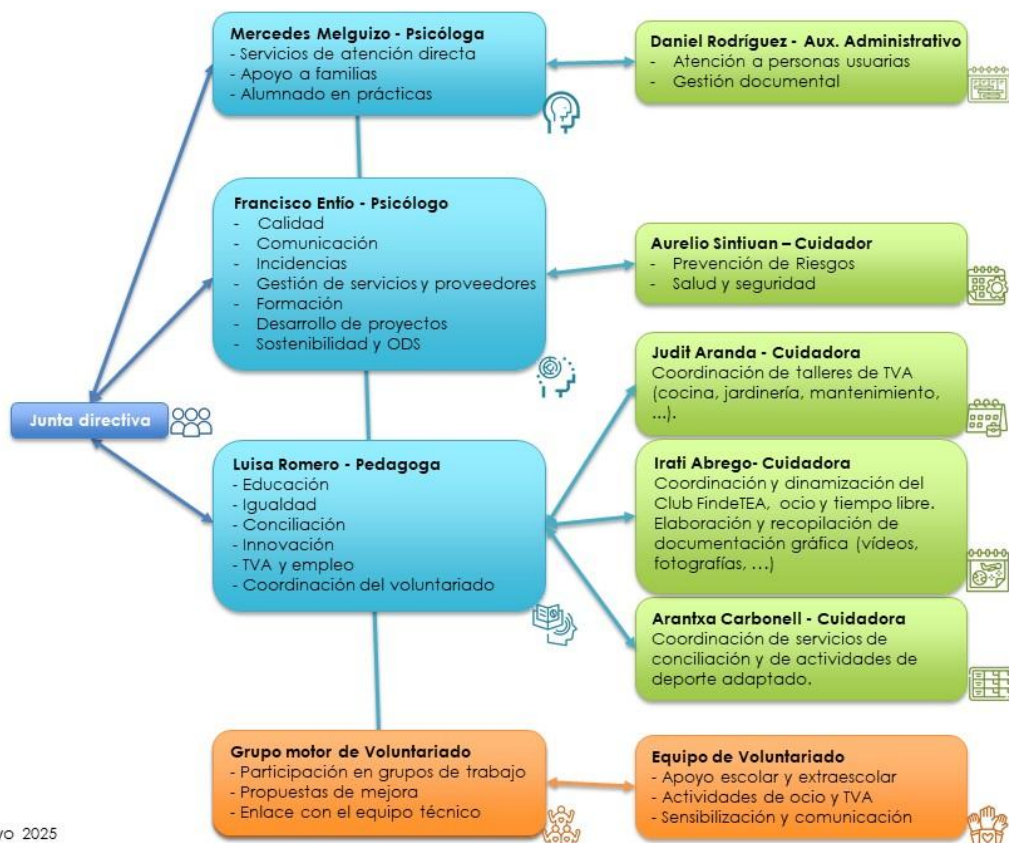 Mercedes Melguizo - Psicóloga
- Servicios de atención directa
- Apoyo a familias
- Alumnado en prácticas
Daniel Rodríguez - Aux. Administrativo
- Atención a personas usuarias
- Gestión documental
Francisco Entío - Psicólogo
- Calidad
- Comunicación
- Incidencias
- Gestión de servicios y proveedores
- Formación
- Desarrollo de proyectos
- Sostenibilidad y ODS
Aurelio Sintiuan – Cuidador
- Prevención de Riesgos
- Salud y seguridad
Judit Aranda - Cuidadora
Coordinación de talleres de TVA
(cocina, jardinería, mantenimiento,
...).
Junta directiva
Luisa Romero - Pedagoga
- Educación
- Igualdad
- Conciliación
- Innovación
- TVA y empleo
- Coordinación del voluntariado
Irati Abrego- Cuidadora
Coordinación y dinamización del
Club FindeTEA, ocio y tiempo libre.
Elaboración y recopilación de
documentación gráfica (vídeos,
fotografías, ...)
Arantxa Carbonell - Cuidadora
Coordinación de servicios de
conciliación y de actividades de
deporte adaptado.
Grupo motor de Voluntariado
- Participación en grupos de trabajo
- Propuestas de mejora
- Enlace con el equipo técnico
Equipo de Voluntariado
- Apoyo escolar y extraescolar
- Actividades de ocio y TVA
- Sensibilización y comunicación
yo 2025